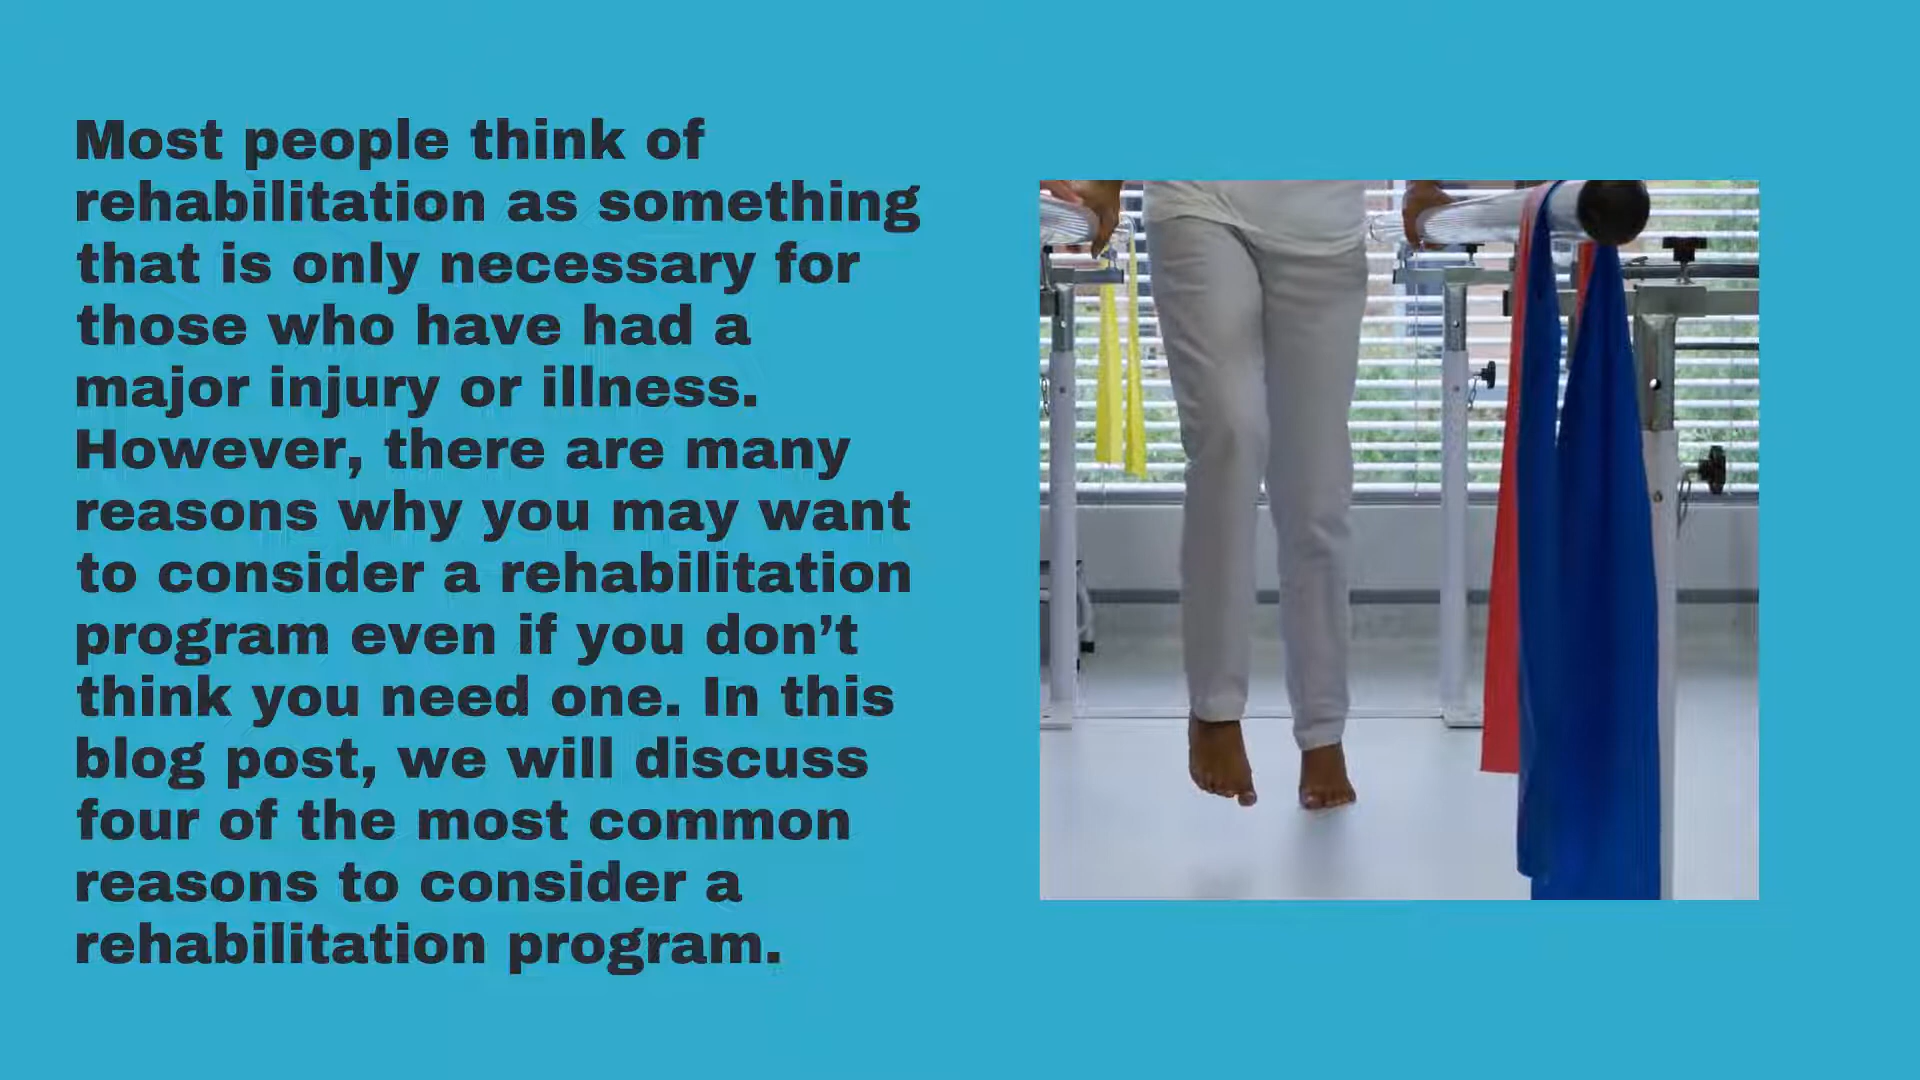 Most people think of
rehabilitation as something
that is only necessary for
those who have had a
major injury or illness.
However, there are many
reasons why you may want
to consider a rehabilitation
program even if you don’t
think you need one. In this
blog post, we will discuss
four of the most common
reasons to consider a
rehabilitation program.